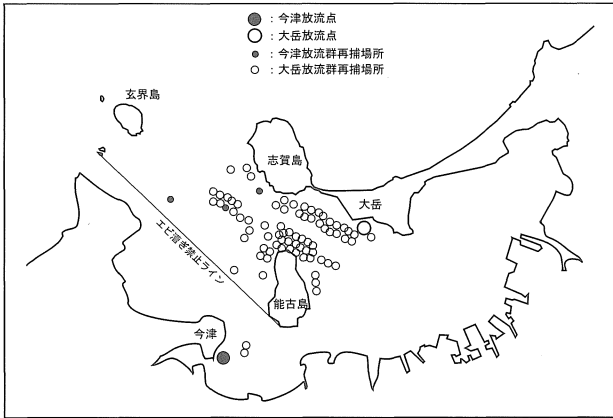 ：今津放流点
：大岳放流点
：今津放流群再捕場所
：大岳放流群再捕場所
玄界島
志賀島
大岳
エビ漕ぎ禁止ライン
能古島
今津